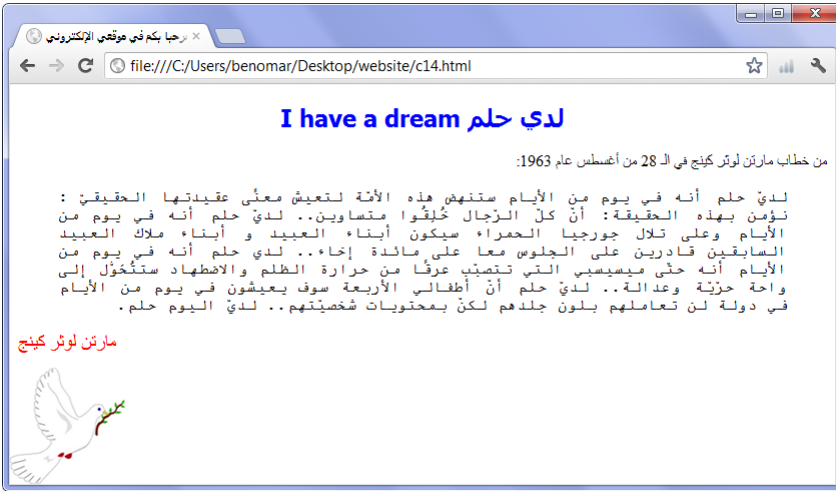 مرحبا بكم في موقعي الإلكتروني
file:///C:/Users/benomar/Desktop/website/c14.html
لدي حلم I have a dream
من خطاب مارتن لوثر كينج في الـ 28 من أغسطس عام 1963:
لديّ حلم أنه في يوم من الأيام ستنهض هذه الأمّة لتعيش معنًى عقيدتها الحقيقيّ :
نؤمن بهذه الحقيقة: أنّ كلّ الرّجال خُلِقُوا متساوين.. لديّ حلم أنه في يوم من
الأيام وعلى تلال جورجيا الحمراء سيكون أبناء العبيد و أبناء ملاك العبيد
السابقين قادرين على الجلوس معا على مائدة إخاء.. لدي حلم أنه في يوم من
الأيام أنه حتّى ميسيسبي التي تتصبّب عرقًا من حرارة الظلم والاضطهاد ستتُحَوّل إلى
واحة حرّيّة وعدالة.. لديّ حلم أنّ أطفالي الأربعة سوف يعيشون في يوم من الأيام
في دولة لن تعاملهم بلون جلدهم لكنّ بمحتويات شخصيّتهم.. لديّ اليوم حلم.
مارتن لوثر كينج